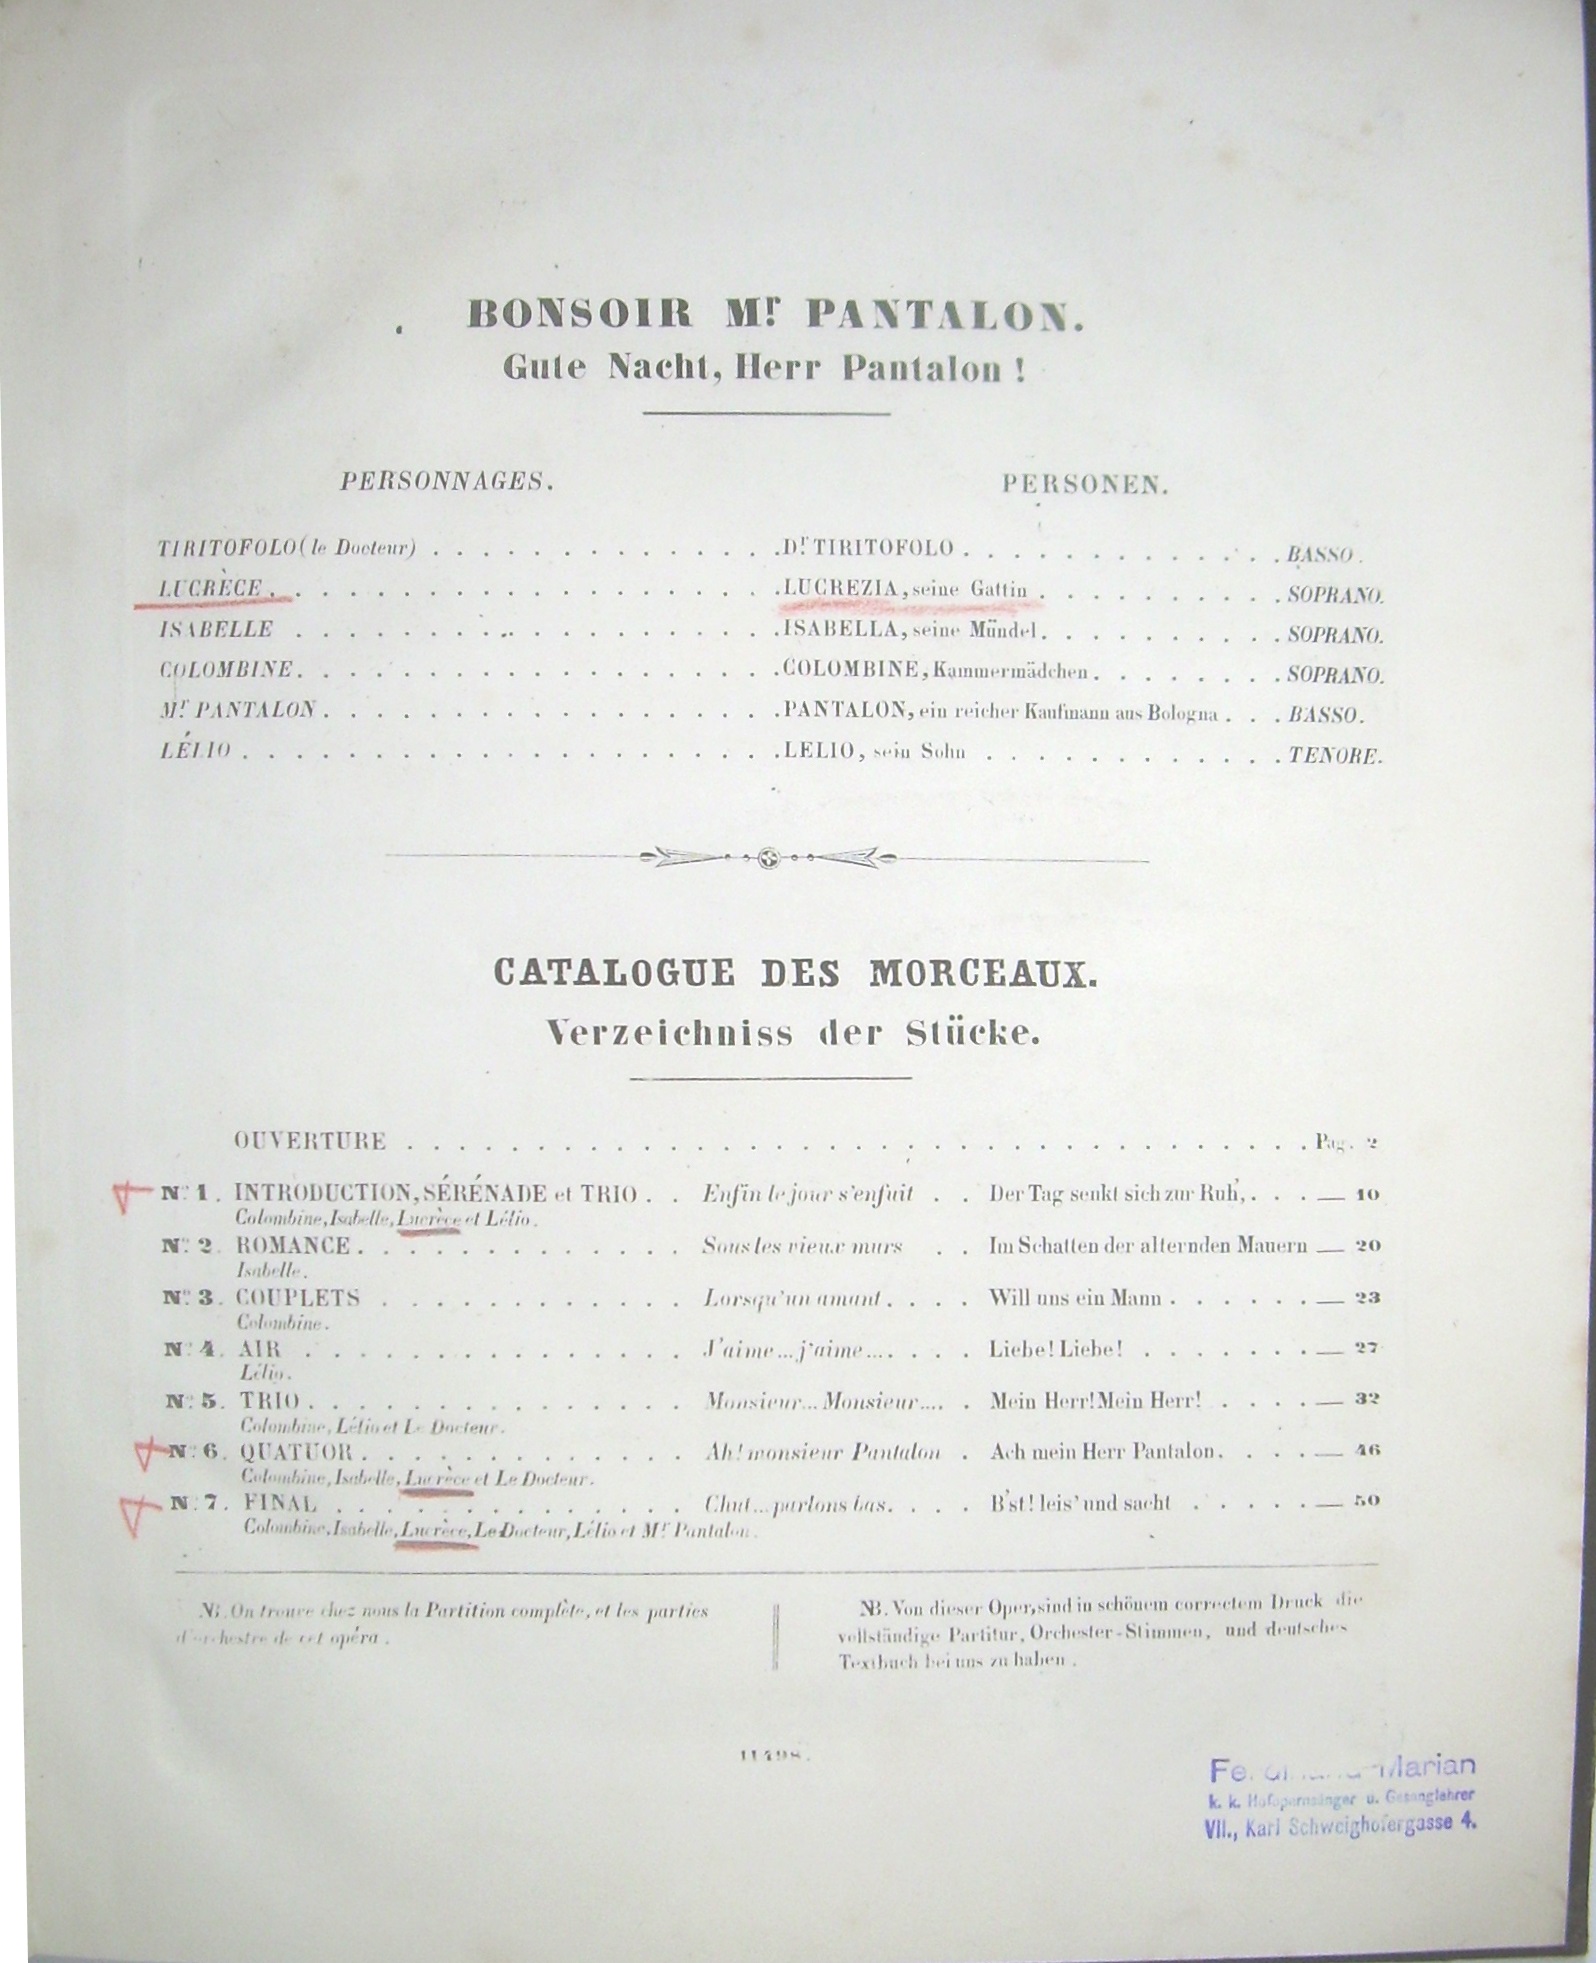 BONSOIR Mr. PANTALON.
Gute Nacht, Herr Pantalon!
PERSONNAGES. PERSONEN.
TIRITOFOLO (le Docteur) . . . . . . . . . . . . . . Dr. TIRITOFOLO . . . . . . . . . . . . . BASSO.
LUCRÈCE . . . . . . . . . . . . . . . . . . . . LUCREZIA, seine Gattin . . . . . . . . . . SOPRANO.
ISABELLE . . . . . . . . . . . . . . . . . . . ISABELLA, seine Mündel . . . . . . . . . . SOPRANO.
COLOMBINE . . . . . . . . . . . . . . . . . . . COLOMBINE, Kammermädchen . . . . . . . . SOPRANO.
Mr. PANTALON . . . . . . . . . . . . . . . . . . PANTALON, ein reicher Kaufmann aus Bologna . . . BASSO.
LÉLIO . . . . . . . . . . . . . . . . . . . . . LELIO, sein Sohn . . . . . . . . . . . . TENORE.
CATALOGUE DES MORCEAUX.
Verzeichniss der Stücke.
OUVERTURE . . . . . . . . . . . . . . . . . . . . . . . . . . . . . . . . . . . Pag. 2
No. 1. INTRODUCTION, SÉRÉNADE et TRIO . . Enfin le jour s'enfuit . . Der Tag senkt sich zur Ruh', . . . — 10
Colombine, Isabelle, Lucrèce et Lélio.
No. 2. ROMANCE . . . . . . . . . . . . . Sous les vieux murs . . Im Schatten der alternden Mauern — 20
Isabelle.
No. 3. COUPLETS . . . . . . . . . . . . Lorsqu'un amant . . . . Will uns ein Mann . . . . . . — 23
Colombine.
No. 4. AIR . . . . . . . . . . . . . . . J'aime ... j'aime ... . . . . Liebe! Liebe! . . . . . . . — 27
Lélio.
No. 5. TRIO . . . . . . . . . . . . . . . Monsieur ... Monsieur ... . . Mein Herr! Mein Herr! . . . . — 32
Colombine, Lélio et Le Docteur.
No. 6. QUATUOR . . . . . . . . . . . . . Ah! monsieur Pantalon . Ach mein Herr Pantalon . . . . — 46
Colombine, Isabelle, Lucrèce et Le Docteur.
No. 7. FINAL . . . . . . . . . . . . . . Chut ... parlons bas . . . . B'st! leis' und sacht . . . . . — 50
Colombine, Isabelle, Lucrèce, Le Docteur, Lélio et Mr. Pantalon.
NB. On trouve chez nous la Partition complète, et les parties
d'orchestre de cet opéra.
NB. Von dieser Oper, sind in schönem correctem Druck die
vollständige Partitur, Orchester-Stimmen, und deutsches
Textbuch bei uns zu haben.
11498.
Marian
k. k. Hofopernsänger u. Gesanglehrer
VII., Karl Schweighofergasse 4.